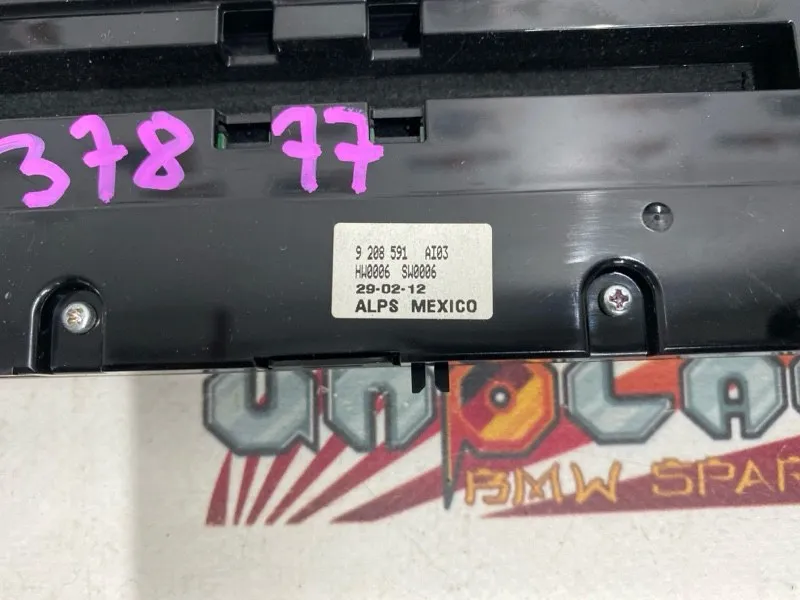 378 77
9 208 591 AI03
HW0006 SW0006
29-02-12
ALPS MEXICO
BMW SPAR